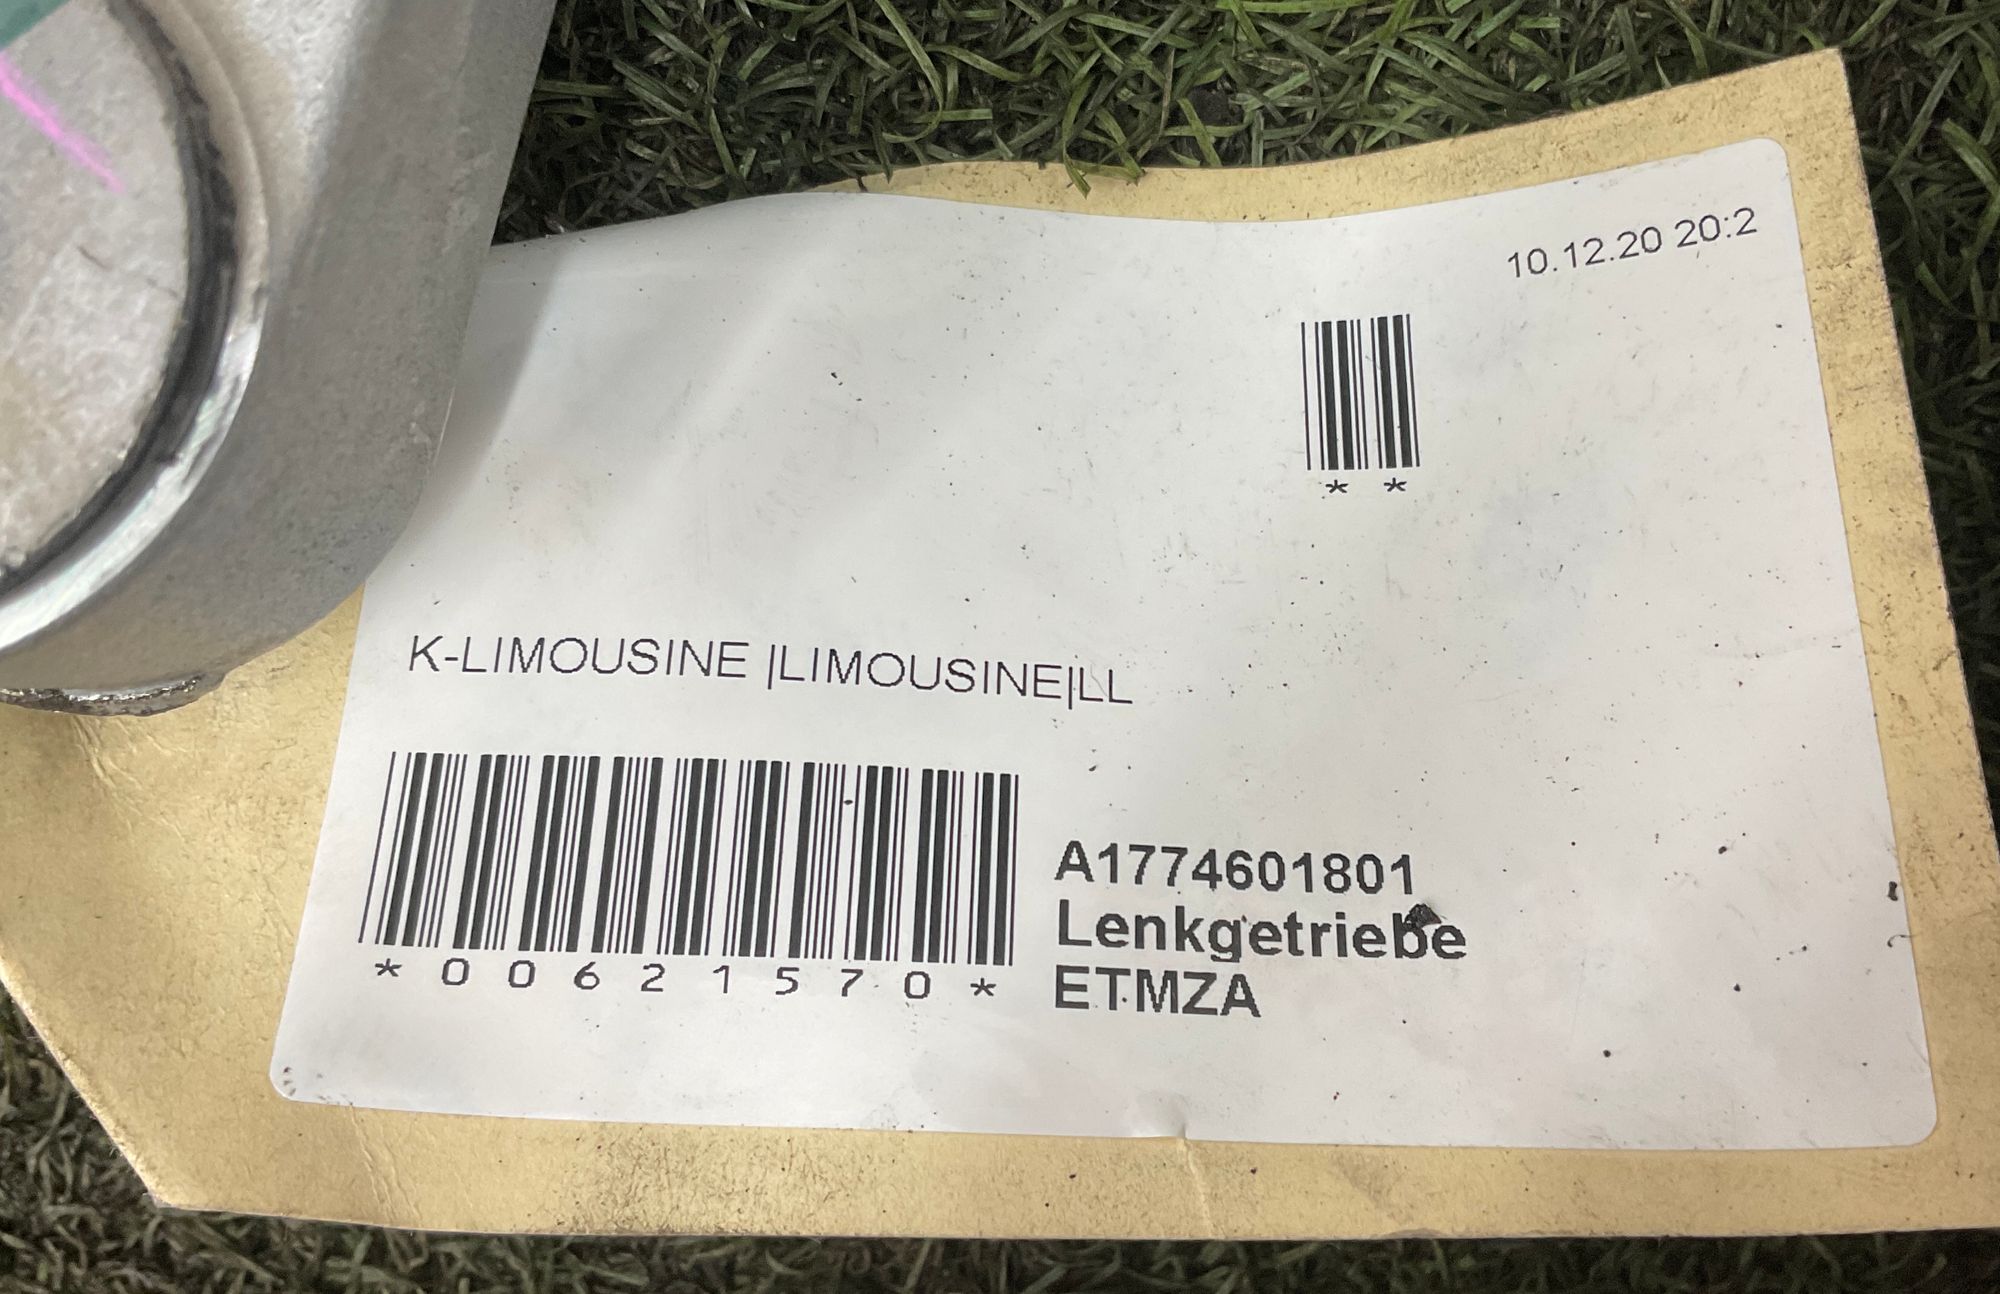 10.12.20 20:2
* *
K-LIMOUSINE |LIMOUSINE|LL
*00621570*
A1774601801
Lenkgetriebe
ETMZA